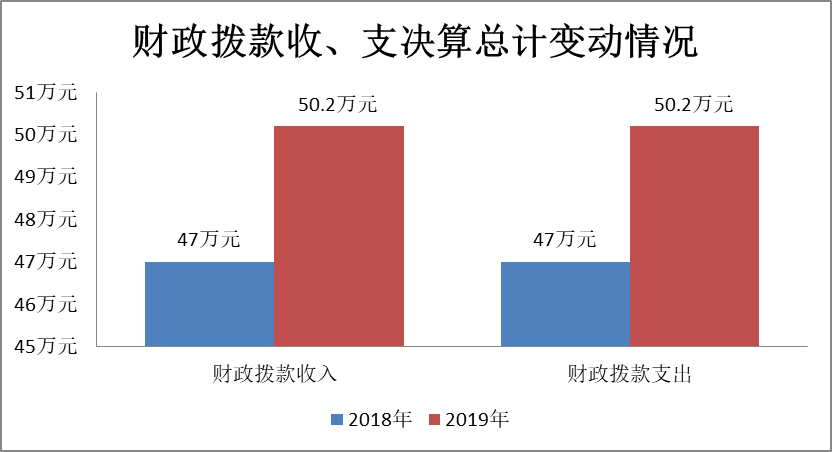 财政拨款收、支决算总计变动情况
51万元
50万元
49万元
48万元
47万元
46万元
45万元
47万元
50.2万元
47万元
50.2万元
财政拨款收入
财政拨款支出
2018年
2019年